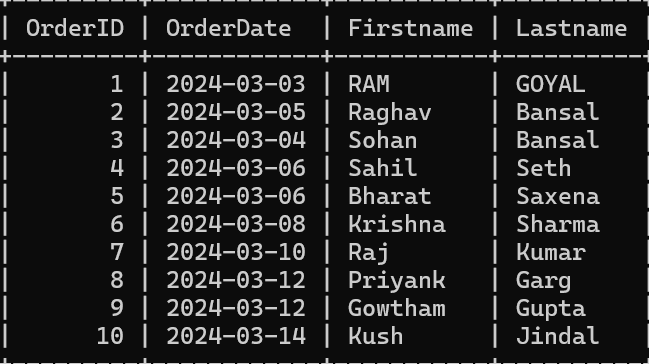 | OrderID | OrderDate | Firstname | Lastname |
| 1 | 2024-03-03 | RAM | GOYAL |
| 2 | 2024-03-05 | Raghav | Bansal |
| 3 | 2024-03-04 | Sohan | Bansal |
| 4 | 2024-03-06 | Sahil | Seth |
| 5 | 2024-03-06 | Bharat | Saxena |
| 6 | 2024-03-08 | Krishna | Sharma |
| 7 | 2024-03-10 | Raj | Kumar |
| 8 | 2024-03-12 | Priyank | Garg |
| 9 | 2024-03-12 | Gowtham | Gupta |
| 10 | 2024-03-14 | Kush | Jindal |